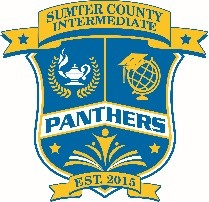 SUMTER COUNTY
INTERMEDIATE
PANTHERS
EST. 2015